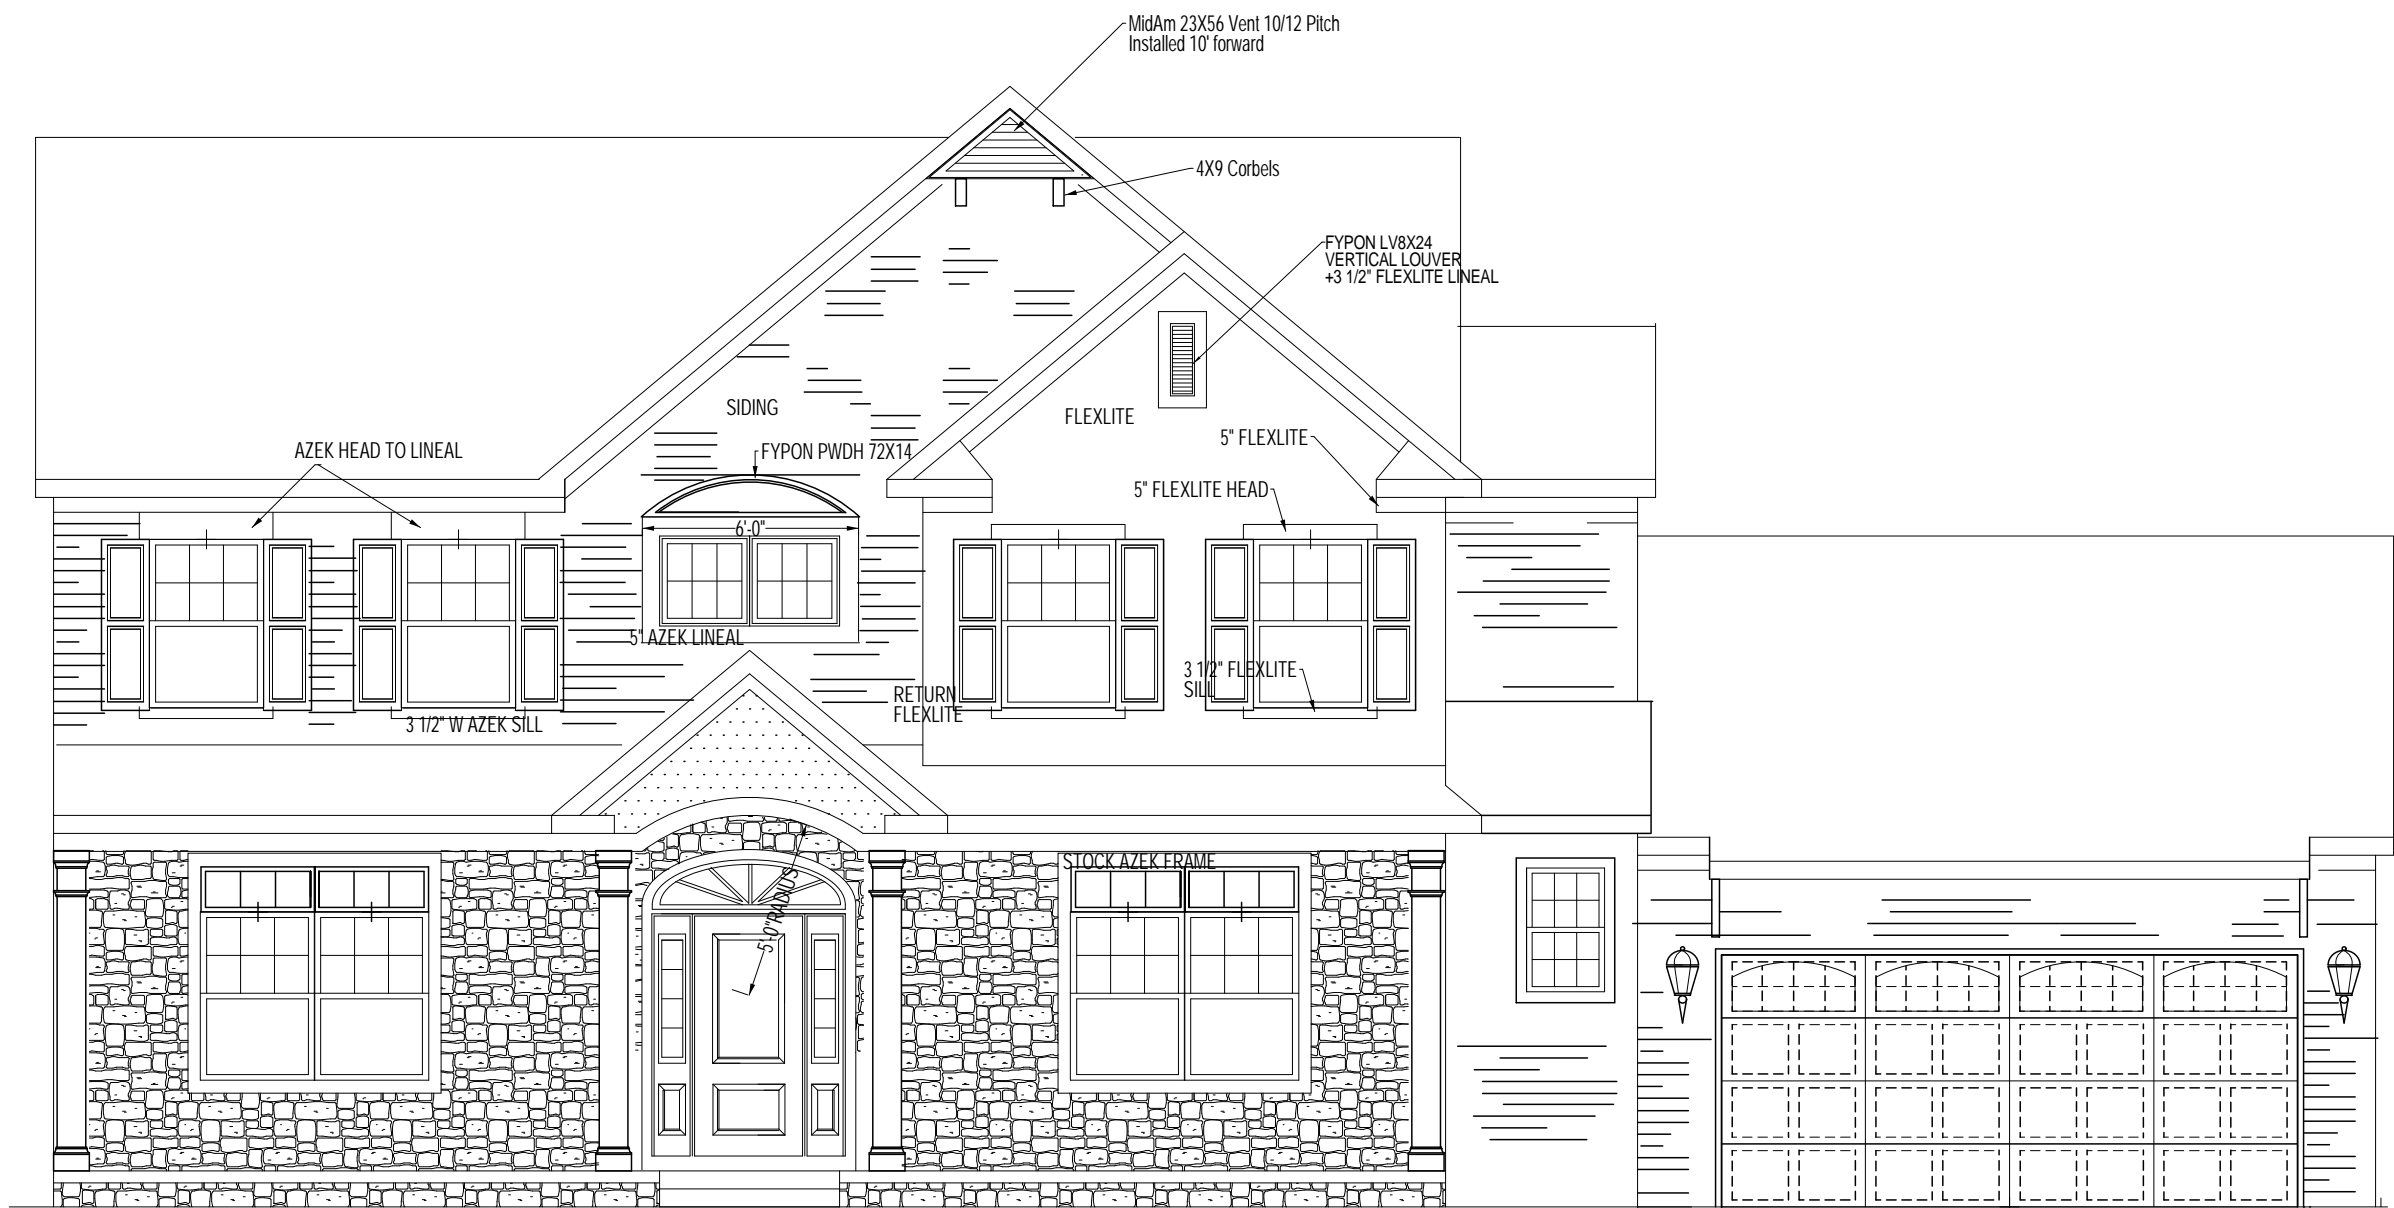 MidAm 23X56 Vent 10/12 Pitch
Installed 10' forward
4X9 Corbels
FYPON LV8X24
VERTICAL LOUVER
+3 1/2" FLEXLITE LINEAL
SIDING
FLEXLITE
5" FLEXLITE
AZEK HEAD TO LINEAL
FYPON PWDH 72X14
5" FLEXLITE HEAD
6'-0"
5" AZEK LINEAL
3 1/2" FLEXLITE
SILL
RETURN
FLEXLITE
3 1/2" W AZEK SILL
STOCK AZEK FRAME
5'-0"RADIUS